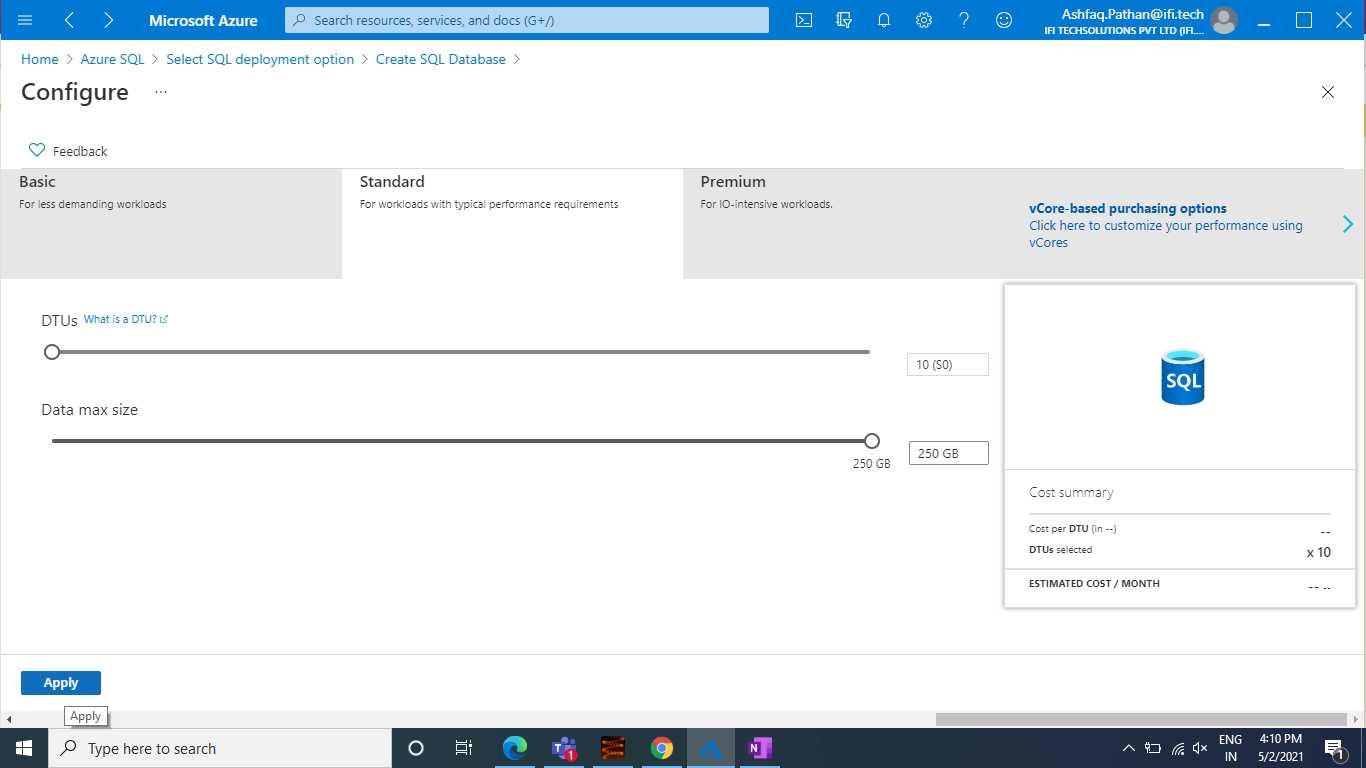 Microsoft Azure
Search resources, services, and docs (G+/)
Ashfaq.Pathan@ifi.tech
IFI TECHSOLUTIONS PVT LTD (IFI....
Home > Azure SQL > Select SQL deployment option > Create SQL Database >
Configure ...
Feedback
Basic
For less demanding workloads
Standard
For workloads with typical performance requirements
Premium
For IO-intensive workloads.
vCore-based purchasing options
Click here to customize your performance using
vCores
DTUs What is a DTU?
10 (S0)
Data max size
250 GB
250 GB
SQL
Cost summary
Cost per DTU (in --)
--
DTUs selected
x 10
ESTIMATED COST / MONTH
-- --
Apply
Apply
Type here to search
1
ENG
IN
4:10 PM
5/2/2021
1